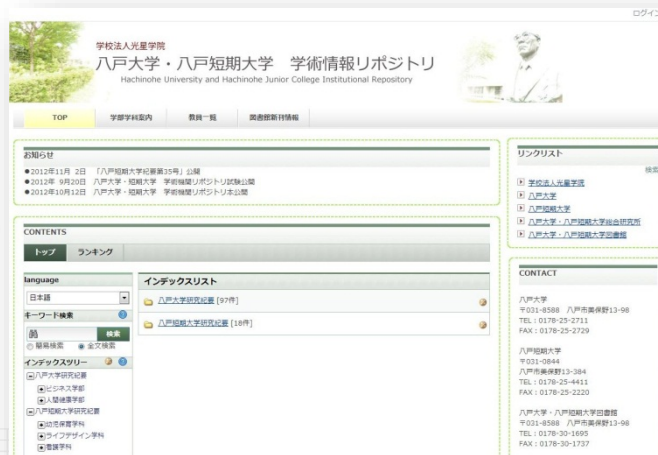 ログイン
学校法人光星学院
八戸大学・八戸短期大学 学術情報リポジトリ
Hachinohe University and Hachinohe Junior College Institutional Repository
TOP 学部学科案内 教員一覧 図書館新刊情報
お知らせ
●2012年11月 2日 「八戸短期大学紀要第35号」公開
●2012年 9月20日 八戸大学・短期大学 学術機関リポジトリ試験公開
●2012年10月12日 八戸大学・短期大学 学術機関リポジトリ本公開
CONTENTS
トップ ランキング
language
日本語
キーワード検索
検索
簡易検索 全文検索
インデックスツリー
八戸大学研究紀要
ビジネス学部
人間健康学部
八戸短期大学研究紀要
幼児保育学科
ライフデザイン学科
看護学科
インデックスリスト
八戸大学研究紀要 [97件]
八戸短期大学研究紀要 [18件]
リンクリスト
検索
学校法人光星学院
八戸大学
八戸短期大学
八戸大学・八戸短期大学総合研究所
八戸大学・八戸短期大学図書館
CONTACT
八戸大学
〒031-8588 八戸市美保野13-98
TEL：0178-25-2711
FAX：0178-25-2729
八戸短期大学
〒031-0844
八戸市美保野13-384
TEL：0178-25-4411
FAX：0178-25-2220
八戸大学・八戸短期大学図書館
〒031-8588 八戸市美保野13-98
TEL：0178-30-1695
FAX：0178-30-1737